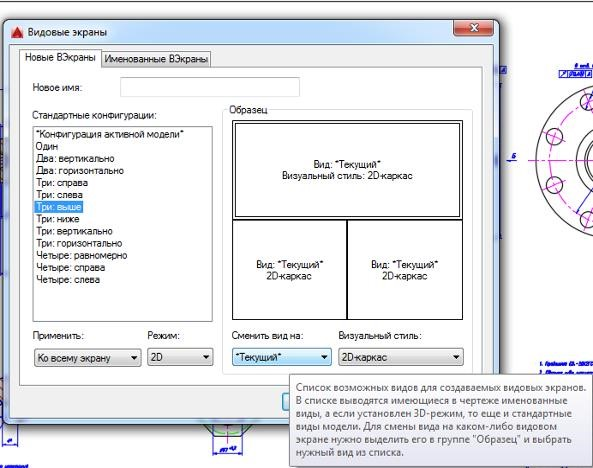 Видовые экраны
Новые ВЭкраны
Именованные ВЭкраны
Новое имя:
Стандартные конфигурации:
*Конфигурация активной модели*
Один
Два: вертикально
Два: горизонтально
Три: справа
Три: слева
Три: выше
Три: ниже
Три: вертикально
Три: горизонтально
Четыре: равномерно
Четыре: справа
Четыре: слева
Образец
Вид: *Текущий*
Визуальный стиль: 2D-каркас
Вид: *Текущий*
2D-каркас
Вид: *Текущий*
2D-каркас
Применить:
Режим:
Сменить вид на:
Визуальный стиль:
Ко всему экрану
2D
*Текущий*
2D-каркас
Список возможных видов для создаваемых видовых экранов.
В списке выводятся имеющиеся в чертеже именованные
виды, а если установлен 3D-режим, то еще и стандартные
виды модели. Для смены вида на каком-либо видовом
экране нужно выделить его в группе "Образец" и выбрать
нужный вид из списка.
Б